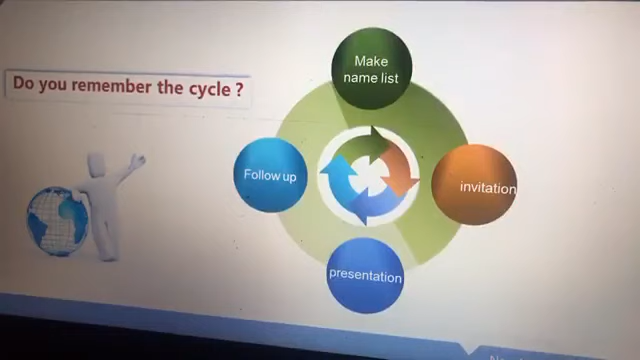 Do you remember the cycle ?
Make
name list
Follow up
invitation
presentation